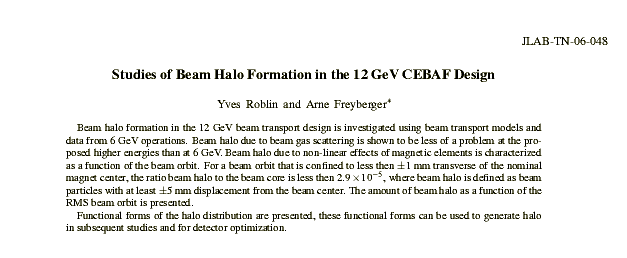 JLAB-TN-06-048
Studies of Beam Halo Formation in the 12 GeV CEBAF Design
Yves Roblin and Arne Freyberger*
Beam halo formation in the 12 GeV beam transport design is investigated using beam transport models and
data from 6 GeV operations. Beam halo due to beam gas scattering is shown to be less of a problem at the pro-
posed higher energies than at 6 GeV. Beam halo due to non-linear effects of magnetic elements is characterized
as a function of the beam orbit. For a beam orbit that is confined to less then ±1 mm transverse of the nominal
magnet center, the ratio beam halo to the beam core is less then 2.9×10⁻⁵, where beam halo is defined as beam
particles with at least ±5 mm displacement from the beam center. The amount of beam halo as a function of the
RMS beam orbit is presented.
Functional forms of the halo distribution are presented, these functional forms can be used to generate halo
in subsequent studies and for detector optimization.